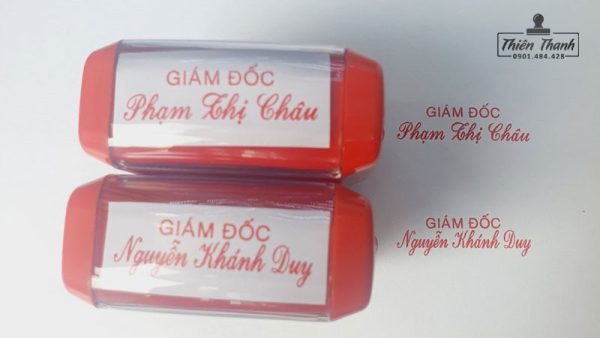 Thiên Thanh
0901.484.428
GIÁM ĐỐC
Phạm Thị Châu
GIÁM ĐỐC
Phạm Thị Châu
GIÁM ĐỐC
Nguyễn Khánh Duy
GIÁM ĐỐC
Nguyễn Khánh Duy